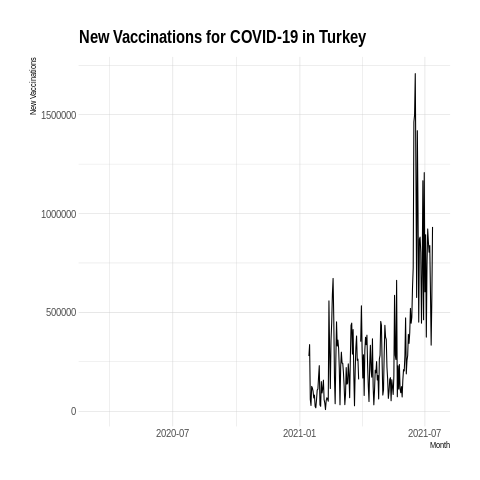 New Vaccinations for COVID-19 in Turkey
New Vaccinations
1500000
1000000
500000
0
2020-07
2021-01
2021-07
Month